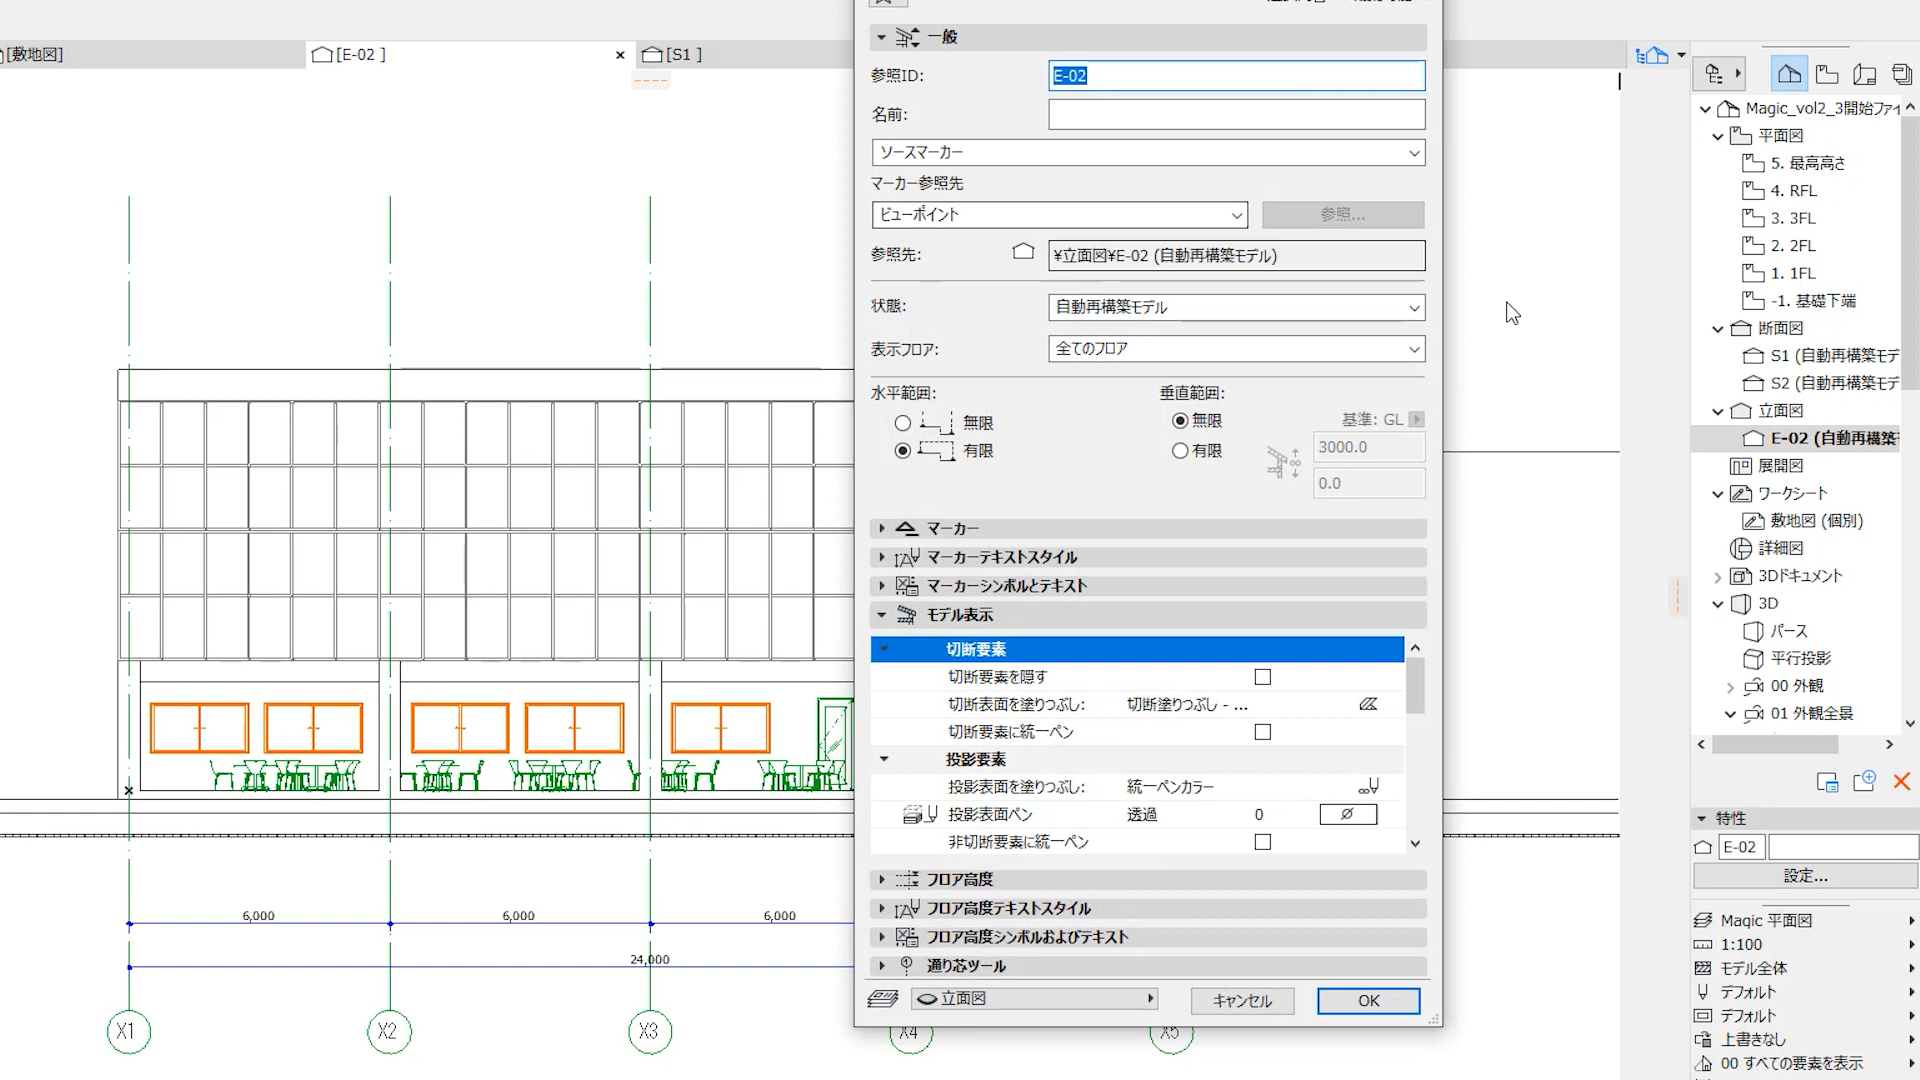 [敷地図]
[E-02 ]
×
[S1 ]
一般
参照ID:
E-02
名前:
ソースマーカー
マーカー参照先
ビューポイント
参照...
参照先:
¥立面図¥E-02 (自動再構築モデル)
状態:
自動再構築モデル
表示フロア:
全てのフロア
水平範囲:
無限
有限
垂直範囲:
無限
有限
基準: GL
3000.0
0.0
マーカー
マーカーテキストスタイル
マーカーシンボルとテキスト
モデル表示
切断要素
切断要素を隠す
切断表面を塗りつぶし:
切断塗りつぶし - ...
切断要素に統一ペン
投影要素
投影表面を塗りつぶし:
統一ペンカラー
投影表面ペン
透過
0
非切断要素に統一ペン
フロア高度
フロア高度テキストスタイル
フロア高度シンボルおよびテキスト
通り芯ツール
立面図
キャンセル
OK
6,000
6,000
6,000
24,000
X1
X2
X3
X4
X5
Magic_vol2_3開始ファイ
平面図
5. 最高高さ
4. RFL
3. 3FL
2. 2FL
1. 1FL
-1. 基礎下端
断面図
S1 (自動再構築モデ
S2 (自動再構築モデ
立面図
E-02 (自動再構築
展開図
ワークシート
敷地図 (個別)
詳細図
3Dドキュメント
3D
パース
平行投影
00 外観
01 外観全景
特性
E-02
設定...
Magic 平面図
1:100
モデル全体
デフォルト
デフォルト
上書きなし
00 すべての要素を表示